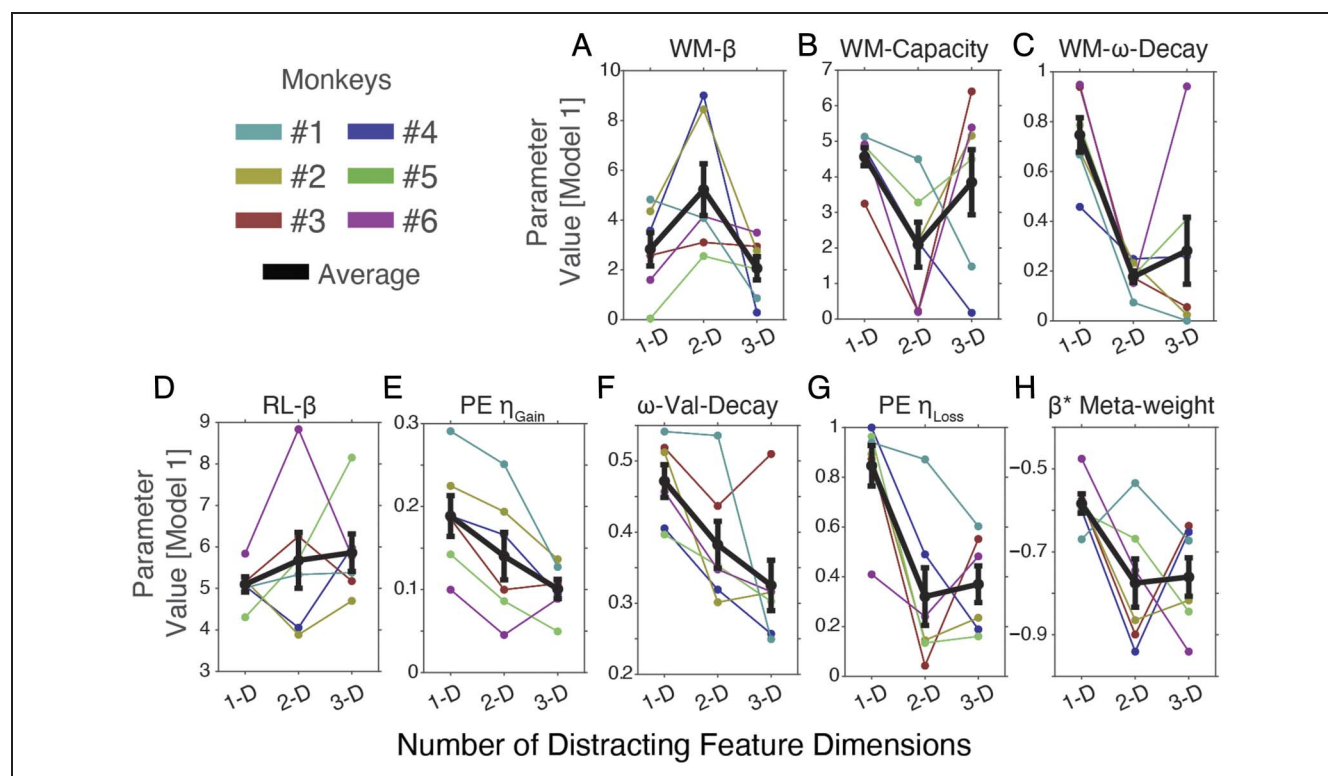 A WM-β
B WM-Capacity
C WM-ω-Decay
Monkeys
#1 #4
#2 #5
#3 #6
Average
Parameter
Value [Model 1]
10
8
6
4
2
0
1-D 2-D 3-D
7
6
5
4
3
2
1
0
1-D 2-D 3-D
1
0.8
0.6
0.4
0.2
0
1-D 2-D 3-D
D RL-β
E PE ηGain
F ω-Val-Decay
G PE ηLoss
H β* Meta-weight
Parameter
Value [Model 1]
9
8
7
6
5
4
3
1-D 2-D 3-D
0.3
0.2
0.1
0
1-D 2-D 3-D
0.5
0.4
0.3
0.2
1-D 2-D 3-D
1
0.8
0.6
0.4
0.2
0
1-D 2-D 3-D
−0.5
−0.7
−0.9
1-D 2-D 3-D
Number of Distracting Feature Dimensions